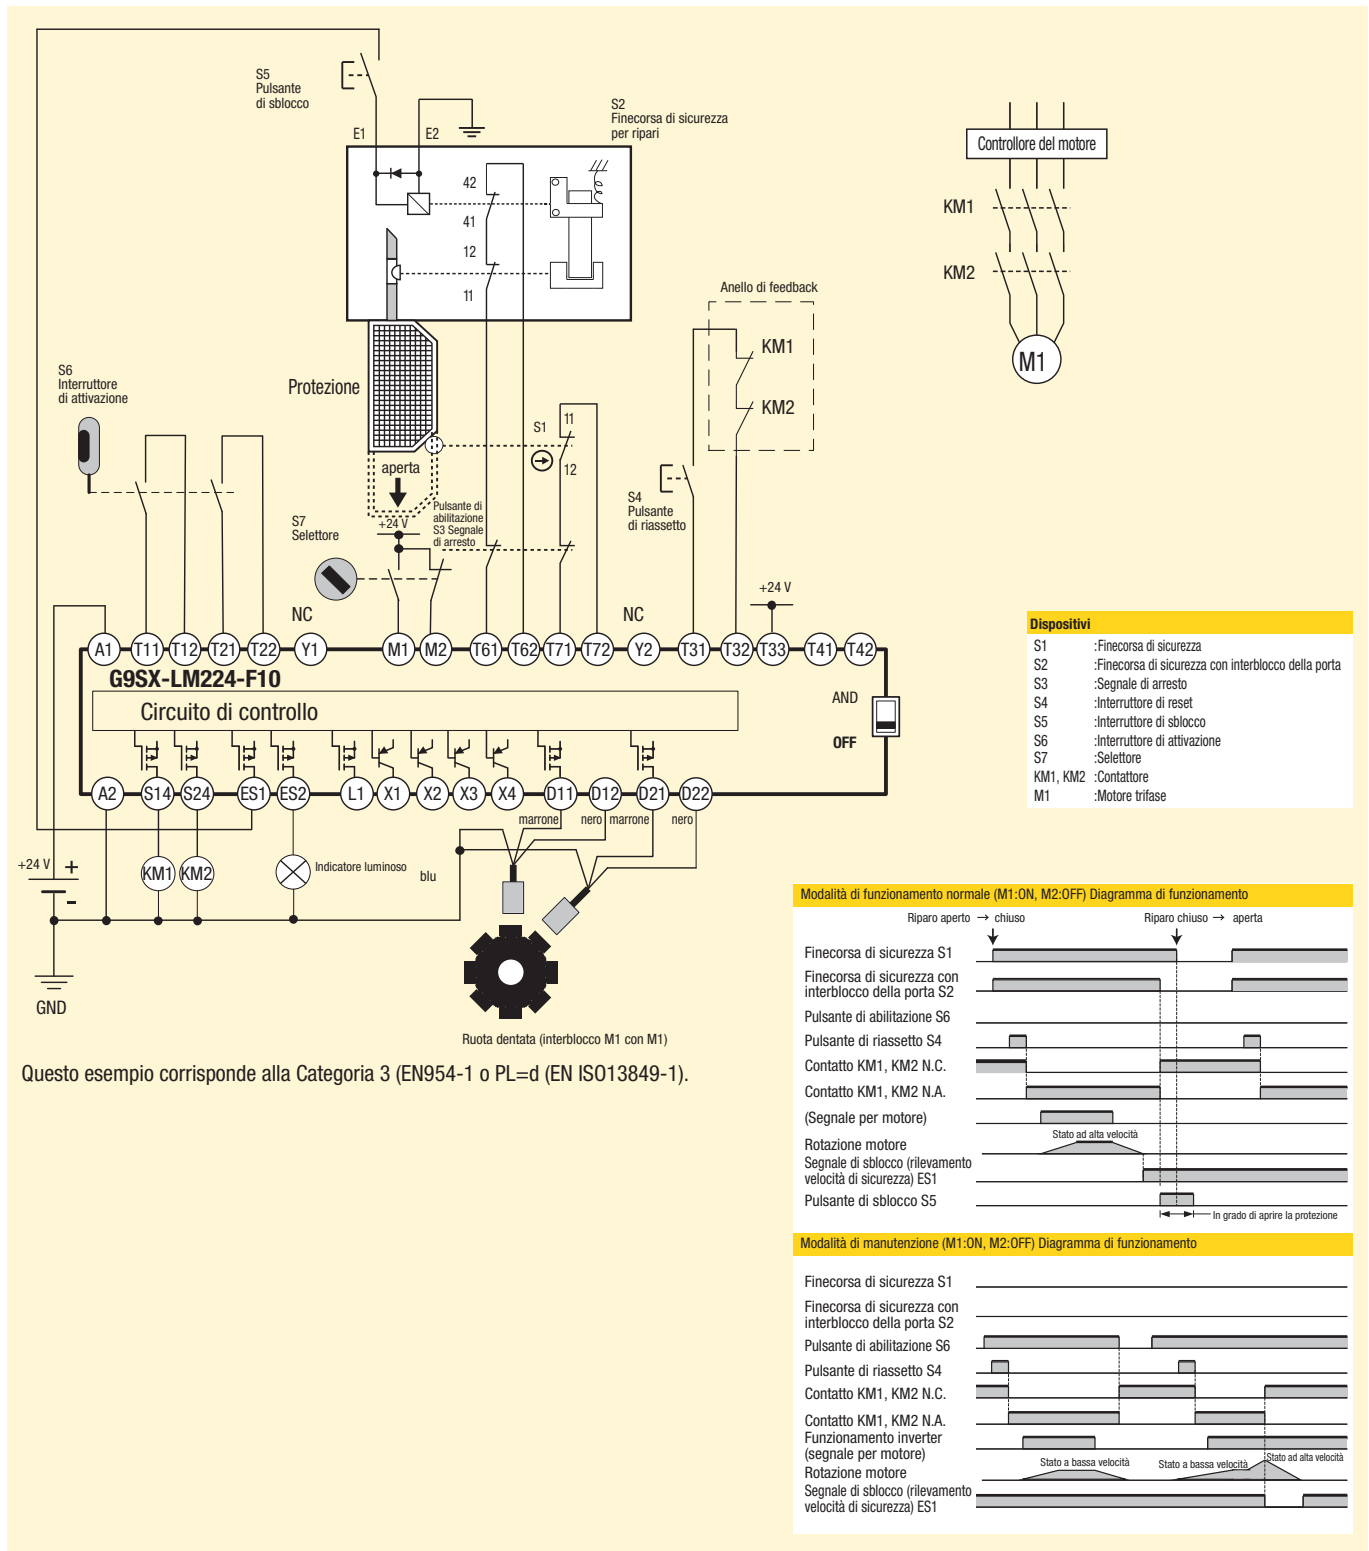 S5
Pulsante
di sblocco
E1
E2
S2
Finecorsa di sicurezza
per ripari
42
41
12
11
Controllore del motore
KM1
KM2
M1
Anello di feedback
KM1
KM2
S6
Interruttore
di attivazione
Protezione
aperta
S1
11
12
S4
Pulsante
di riassetto
S7
Selettore
+24 V
Pulsante di
abilitazione
S3 Segnale
di arresto
+24 V
NC
NC
A1
T11
T12
T21
T22
Y1
M1
M2
T61
T62
T71
T72
Y2
T31
T32
T33
T41
T42
G9SX-LM224-F10
Circuito di controllo
AND
OFF
A2
S14
S24
ES1
ES2
L1
X1
X2
X3
X4
D11
D12
D21
D22
marrone
nero
marrone
nero
+24 V
+
-
KM1
KM2
Indicatore luminoso
blu
GND
Ruota dentata (interblocco M1 con M1)
Questo esempio corrisponde alla Categoria 3 (EN954-1 o PL=d (EN ISO13849-1).
Dispositivi
S1 :Finecorsa di sicurezza
S2 :Finecorsa di sicurezza con interblocco della porta
S3 :Segnale di arresto
S4 :Interruttore di reset
S5 :Interruttore di sblocco
S6 :Interruttore di attivazione
S7 :Selettore
KM1, KM2 :Contattore
M1 :Motore trifase
Modalità di funzionamento normale (M1:ON, M2:OFF) Diagramma di funzionamento
Riparo aperto → chiuso
Riparo chiuso → aperta
Finecorsa di sicurezza S1
Finecorsa di sicurezza con
interblocco della porta S2
Pulsante di abilitazione S6
Pulsante di riassetto S4
Contatto KM1, KM2 N.C.
Contatto KM1, KM2 N.A.
(Segnale per motore)
Stato ad alta velocità
Rotazione motore
Segnale di sblocco (rilevamento
velocità di sicurezza) ES1
Pulsante di sblocco S5
In grado di aprire la protezione
Modalità di manutenzione (M1:ON, M2:OFF) Diagramma di funzionamento
Finecorsa di sicurezza S1
Finecorsa di sicurezza con
interblocco della porta S2
Pulsante di abilitazione S6
Pulsante di riassetto S4
Contatto KM1, KM2 N.C.
Contatto KM1, KM2 N.A.
Funzionamento inverter
(segnale per motore)
Stato a bassa velocità
Stato a bassa velocità
Stato ad alta velocità
Rotazione motore
Segnale di sblocco (rilevamento
velocità di sicurezza) ES1